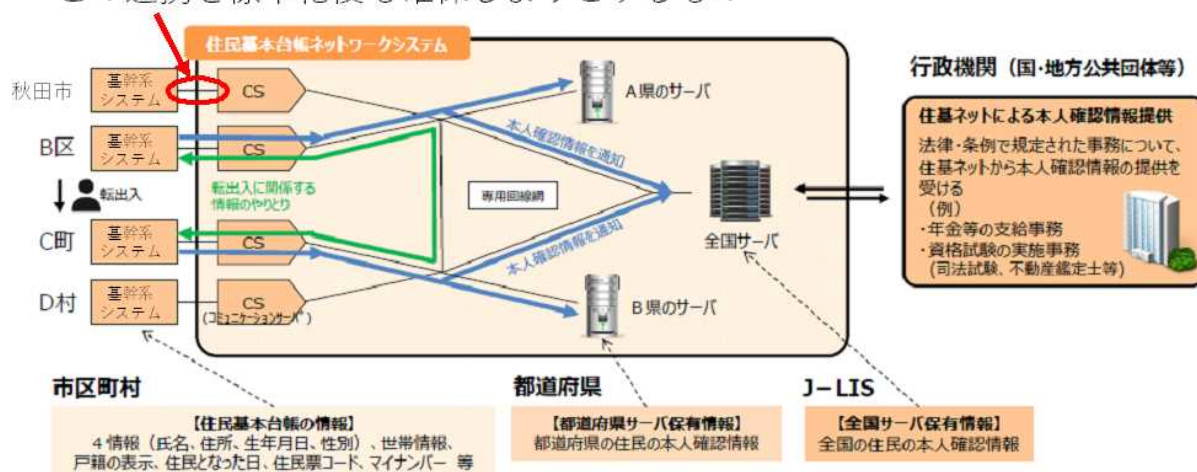 住民基本台帳ネットワークシステム
秋田市
基幹系
システム
CS
A県のサーバ
B区
基幹系
システム
CS
本人確認情報を通知
転出入
転出入に関係する
情報のやりとり
専用回線網
全国サーバ
C町
基幹系
システム
CS
本人確認情報を通知
D村
基幹系
システム
CS
(コミュニケーションサーバ)
B県のサーバ
行政機関(国・地方公共団体等)
住基ネットによる本人確認情報提供
法律・条例で規定された事務について、
住基ネットから本人確認情報の提供を
受ける
(例)
・年金等の支給事務
・資格試験の実施事務
(司法試験、不動産鑑定士等)
市区町村
【住民基本台帳の情報】
4情報(氏名、住所、生年月日、性別)、世帯情報、
戸籍の表示、住民となった日、住民票コード、マイナンバー 等
都道府県
【都道府県サーバ保有情報】
都道府県の住民の本人確認情報
J-LIS
【全国サーバ保有情報】
全国の住民の本人確認情報